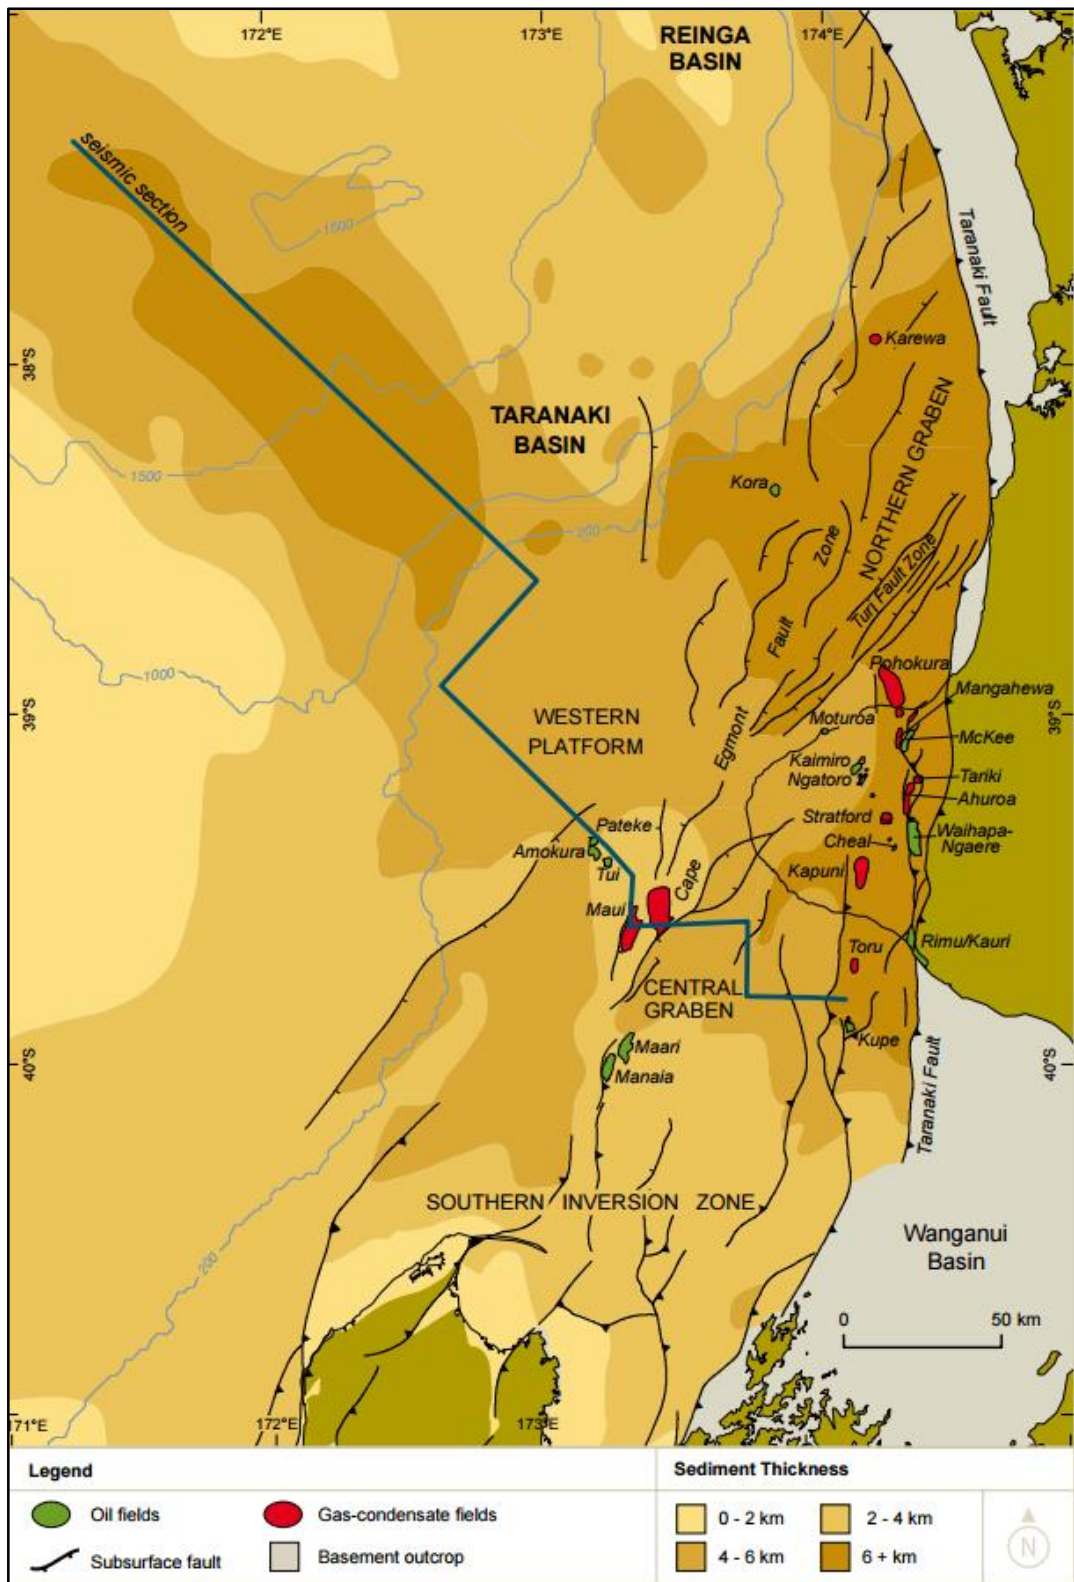 172°E
173°E
174°E
REINGA
BASIN
seismic section
1500
Taranaki Fault
38°S
Karewa
TARANAKI
BASIN
NORTHERN GRABEN
1500
Kora
200
Zone
Turi Fault Zone
Fault
Pohokura
1000
Mangahewa
39°S
WESTERN
PLATFORM
Moturoa
McKee
39°S
Egmont
Kaimiro
Ngatoro
Tariki
Ahuroa
Pateke
Stratford
Waihapa-
Ngaere
Amokura
Cheal
Tui
Cape
Kapuni
Maui
Rimu/Kauri
Toru
CENTRAL
GRABEN
Kupe
Maari
Manaia
40°S
40°S
Taranaki Fault
SOUTHERN INVERSION ZONE
200
Wanganui
Basin
0 50 km
171°E
172°E
173°E
Legend
Oil fields
Gas-condensate fields
Subsurface fault
Basement outcrop
Sediment Thickness
0 - 2 km
2 - 4 km
4 - 6 km
6 + km
N